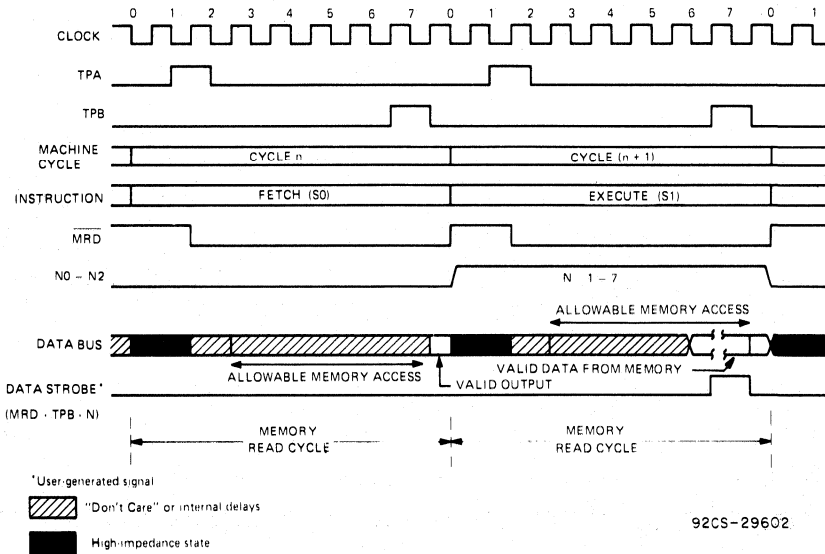 0 1 2 3 4 5 6 7 0 1 2 3 4 5 6 7 0 1
CLOCK
TPA
TPB
MACHINE CYCLE
CYCLE n
CYCLE (n + 1)
INSTRUCTION
FETCH (S0)
EXECUTE (S1)
MRD
N0 – N2
N 1 – 7
ALLOWABLE MEMORY ACCESS
DATA BUS
ALLOWABLE MEMORY ACCESS
VALID DATA FROM MEMORY
VALID OUTPUT
DATA STROBE*
(MRD · TPB · N)
MEMORY READ CYCLE
MEMORY READ CYCLE
*User-generated signal
"Don't Care" or internal delays
High-impedance state
92CS-29602